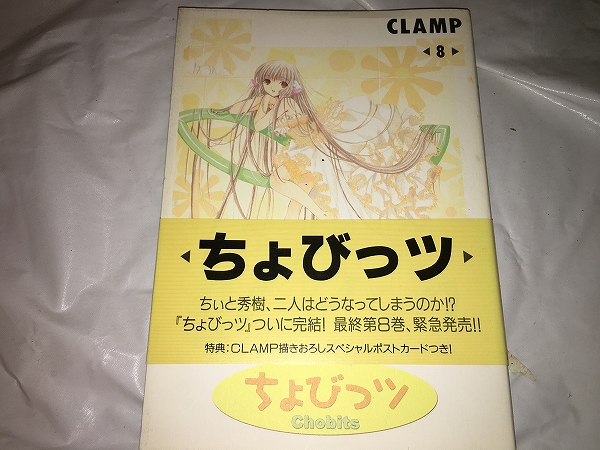 CLAMP
◀8▶
◀ちょびっツ▶
ちぃと秀樹、二人はどうなってしまうのか!?
『ちょびっツ』ついに完結! 最終第8巻、緊急発売!!
特典：CLAMP描きおろしスペシャルポストカードつき!
ちょびっツ
Chobits